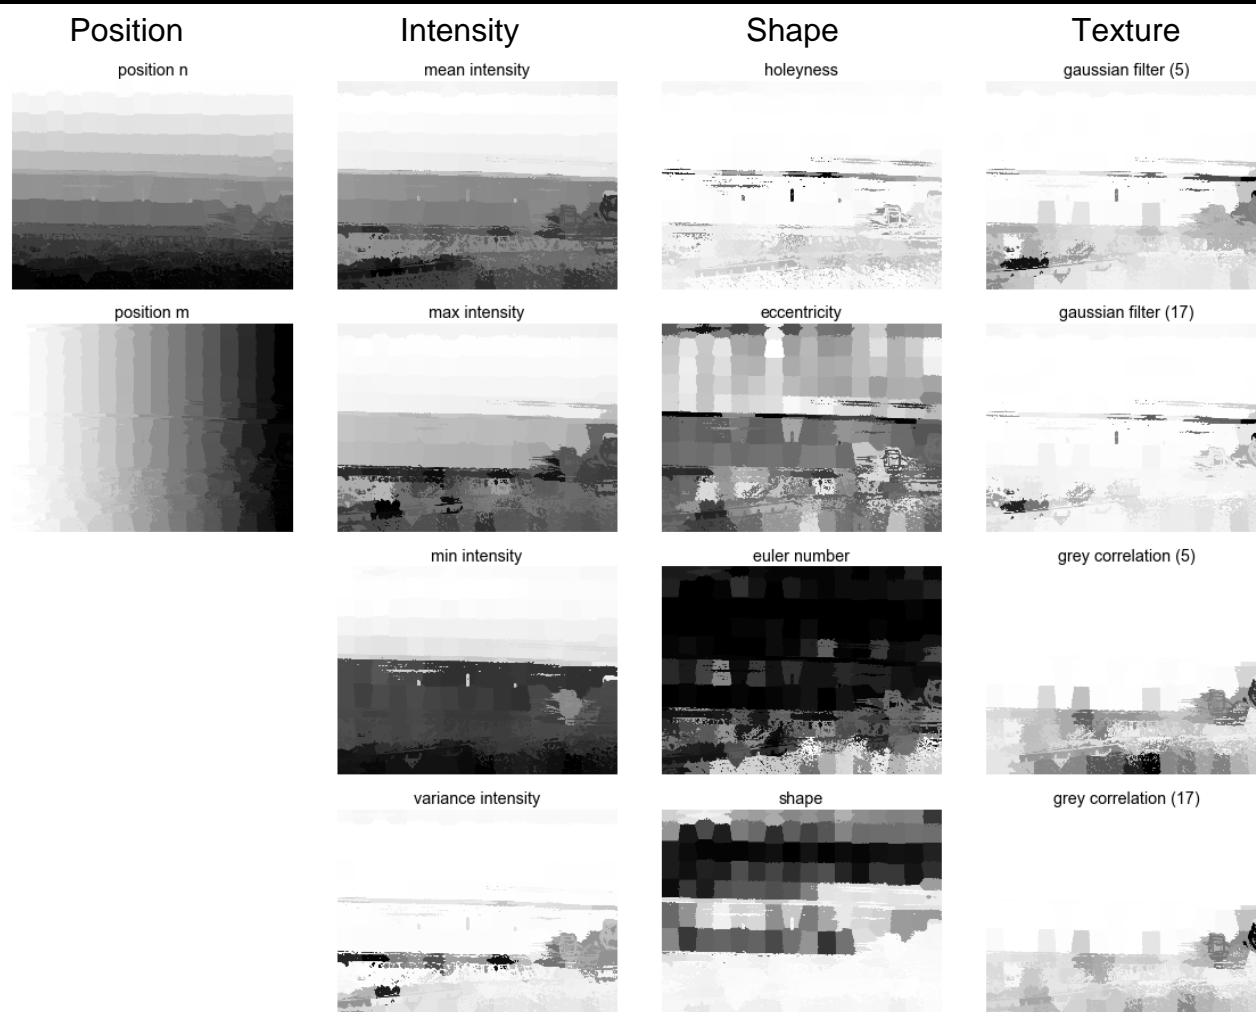 Position Intensity Shape Texture
position n mean intensity holeyness gaussian filter (5)
position m max intensity eccentricity gaussian filter (17)
min intensity euler number grey correlation (5)
variance intensity shape grey correlation (17)